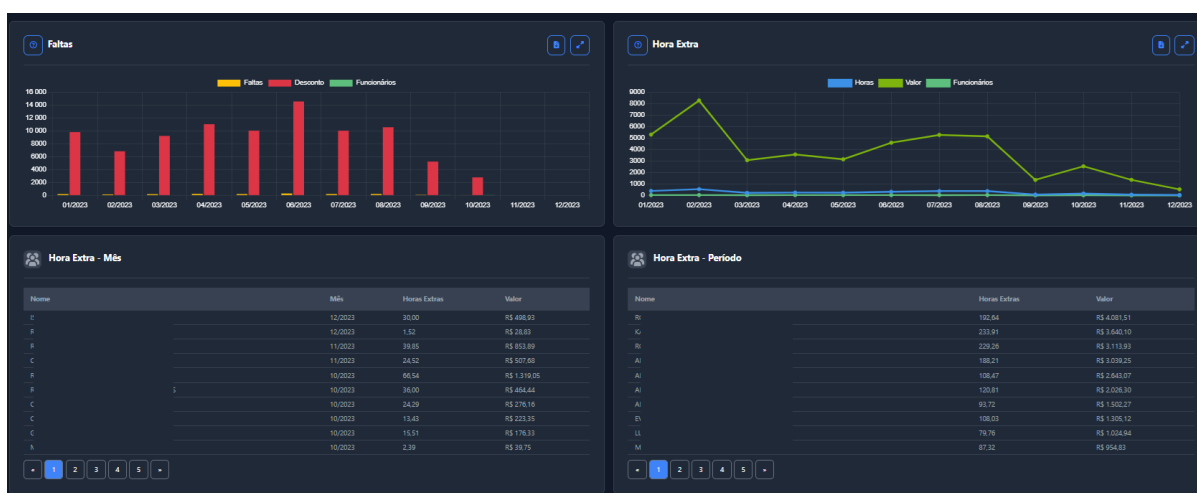 Faltas
Faltas Desconto Funcionários
16 000
14 000
12 000
10 000
8000
6000
4000
2000
0
01/2023 02/2023 03/2023 04/2023 05/2023 06/2023 07/2023 08/2023 09/2023 10/2023 11/2023 12/2023
Hora Extra
Horas Valor Funcionários
9000
8000
7000
6000
5000
4000
3000
2000
1000
0
01/2023 02/2023 03/2023 04/2023 05/2023 06/2023 07/2023 08/2023 09/2023 10/2023 11/2023 12/2023
Hora Extra - Mês
Nome Mês Horas Extras Valor
12/2023 30,00 R$ 498,93
12/2023 1,52 R$ 28,83
11/2023 39,85 R$ 853,89
11/2023 24,52 R$ 507,68
10/2023 66,54 R$ 1.319,05
10/2023 36,00 R$ 464,44
10/2023 24,29 R$ 276,16
10/2023 13,43 R$ 223,35
10/2023 15,51 R$ 176,33
10/2023 2,39 R$ 39,75
« 1 2 3 4 5 »
Hora Extra - Período
Nome Horas Extras Valor
192,64 R$ 4.081,51
233,91 R$ 3.640,10
229,26 R$ 3.113,93
188,21 R$ 3.039,25
108,47 R$ 2.643,07
120,81 R$ 2.026,30
93,72 R$ 1.502,27
108,03 R$ 1.305,12
79,76 R$ 1.024,94
87,32 R$ 954,83
« 1 2 3 4 5 »